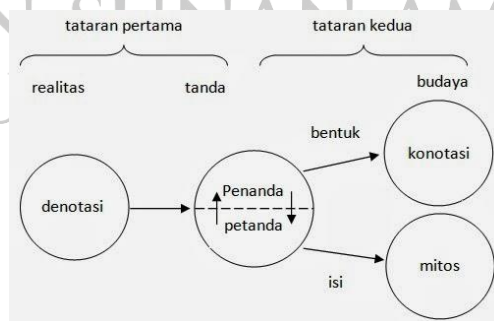 tataran pertama
tataran kedua
realitas
tanda
budaya
bentuk
konotasi
denotasi
Penanda
petanda
isi
mitos